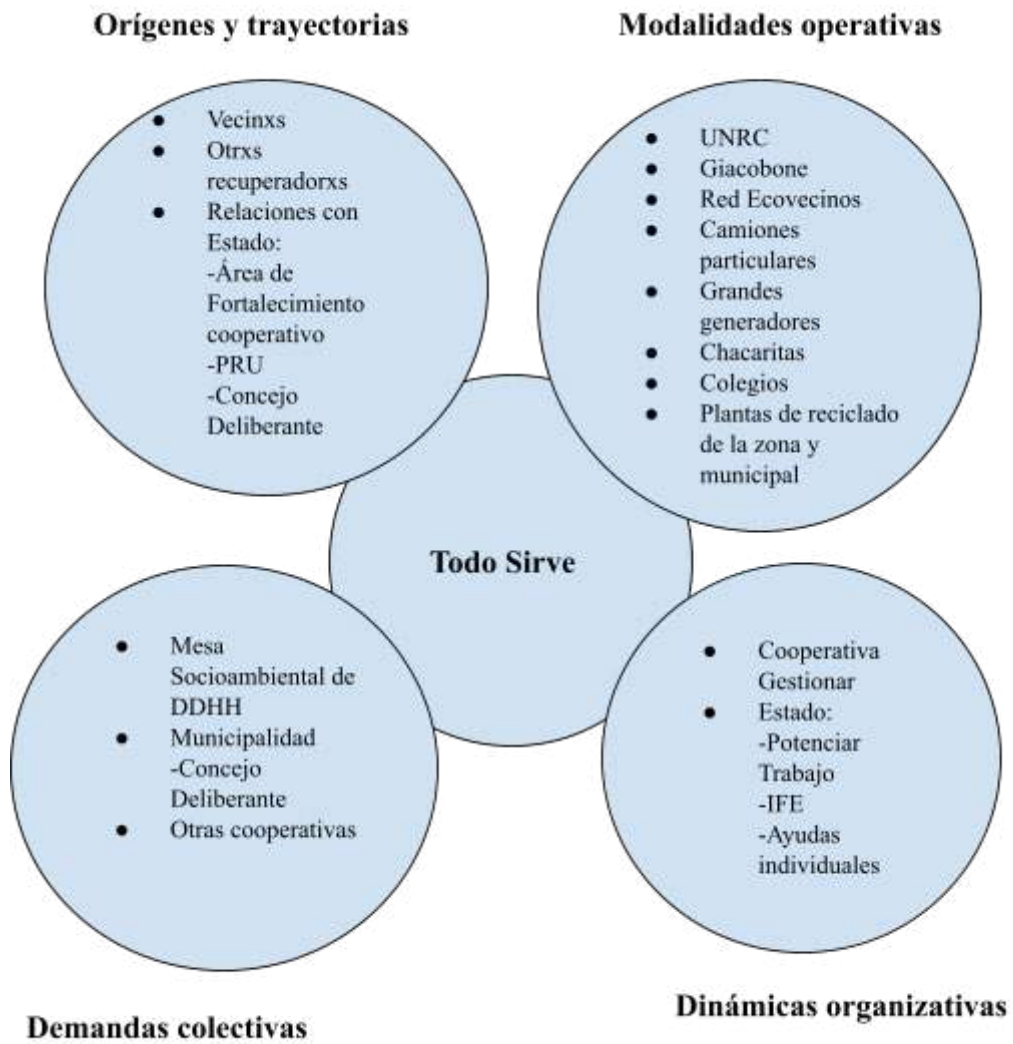 Orígenes y trayectorias
● Vecinxs
● Otrxs
recuperadorxs
● Relaciones con
Estado:
-Área de
Fortalecimiento
cooperativo
-PRU
-Concejo
Deliberante
Modalidades operativas
● UNRC
● Giacobone
● Red Ecovecinos
● Camiones
particulares
● Grandes
generadores
● Chacaritas
● Colegios
● Plantas de reciclado
de la zona y
municipal
Todo Sirve
● Mesa
Socioambiental de
DDHH
● Municipalidad
-Concejo
Deliberante
● Otras cooperativas
Demandas colectivas
● Cooperativa
Gestionar
● Estado:
-Potenciar
Trabajo
-IFE
-Ayudas
individuales
Dinámicas organizativas